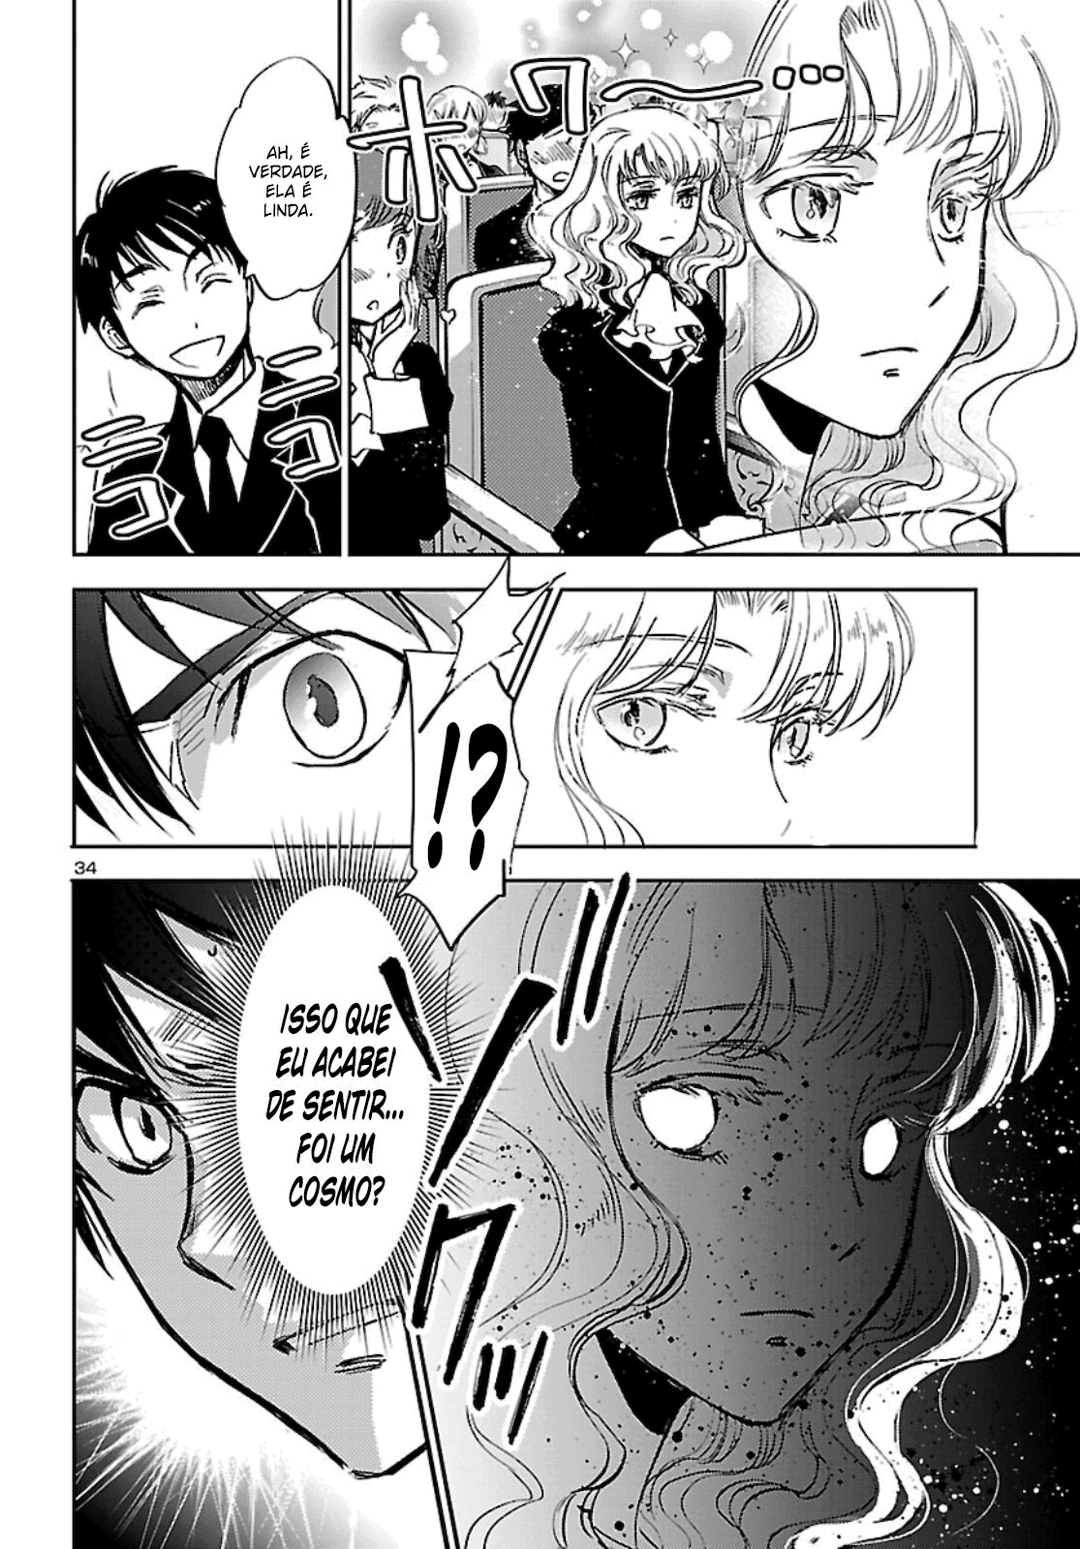 ワ〜……
ホ
AH, É
VERDADE,
ELA É
LINDA.
ニコ
ニコ
!?
34
ISSO QUE
EU ACABEI
DE SENTIR...
FOI UM
COSMO?
ゾクッ